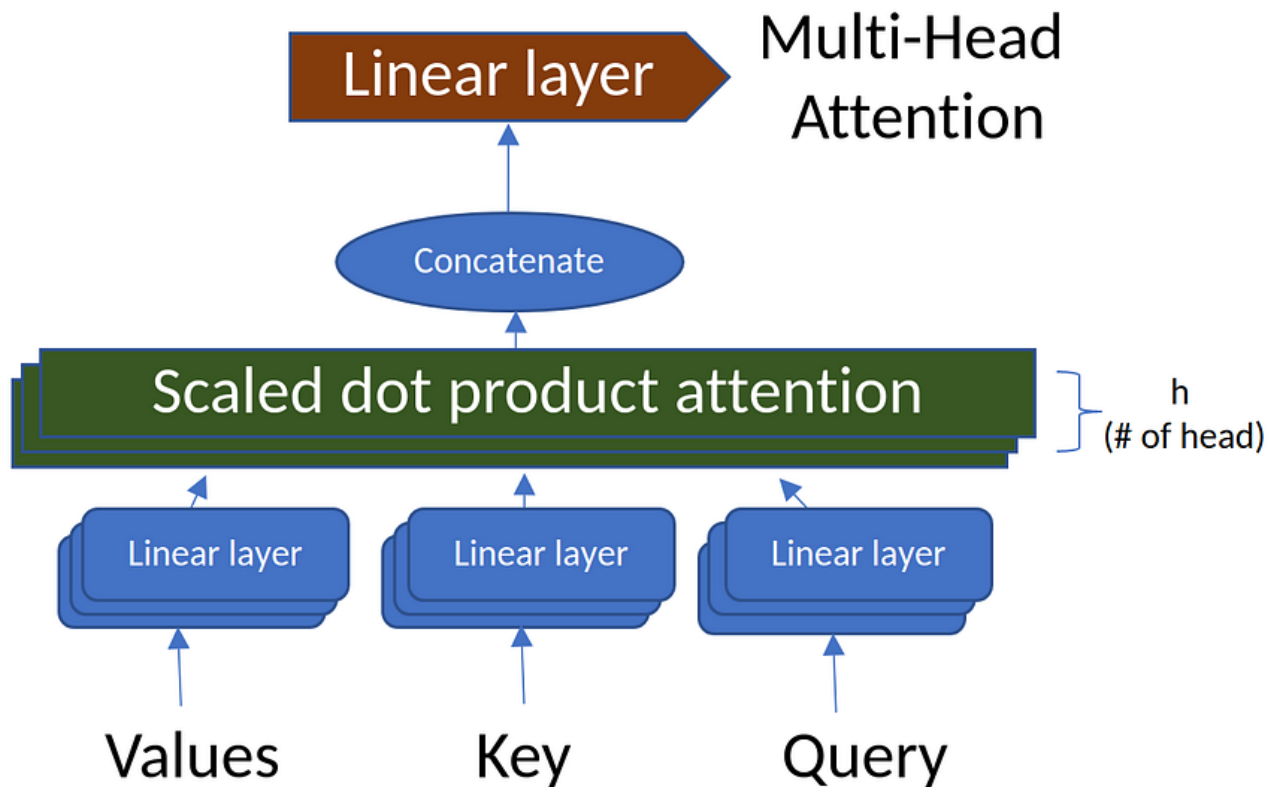 Linear layer
Multi-Head
Attention
Concatenate
Scaled dot product attention
h
(# of head)
Linear layer
Linear layer
Linear layer
Values
Key
Query